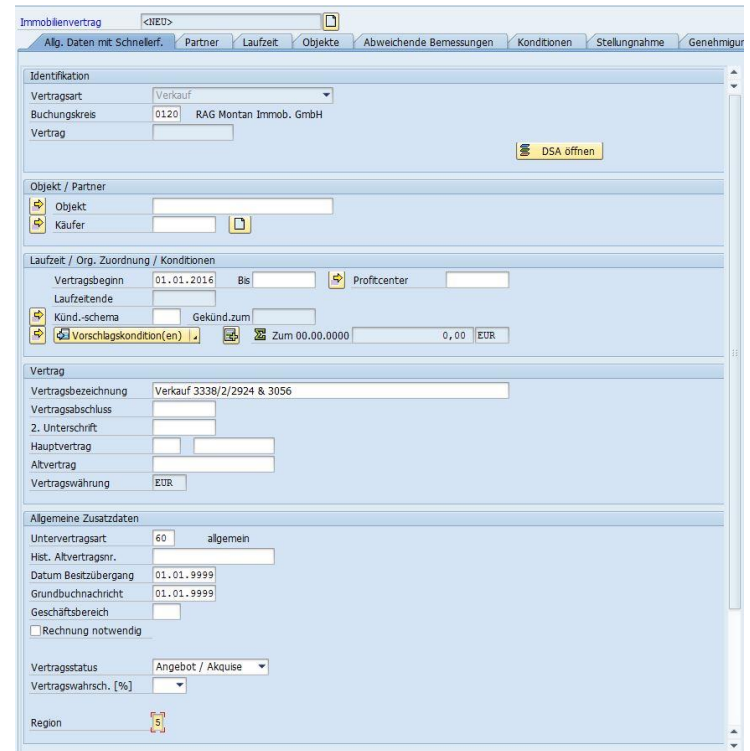 Immobilienvertrag <NEU>
Allg. Daten mit Schnellerf. Partner Laufzeit Objekte Abweichende Bemessungen Konditionen Stellungnahme Genehmigur
Identifikation
Vertragsart Verkauf
Buchungskreis 0120 RAG Montan Immob. GmbH
Vertrag
DSA öffnen
Objekt / Partner
Objekt
Käufer
Laufzeit / Org. Zuordnung / Konditionen
Vertragsbeginn 01.01.2016 Bis Profitcenter
Laufzeitende
Künd.-schema Gekünd.zum
Vorschlagskondition(en) Zum 00.00.0000 0,00 EUR
Vertrag
Vertragsbezeichnung Verkauf 3338/2/2924 & 3056
Vertragsabschluss
2. Unterschrift
Hauptvertrag
Altvertrag
Vertragswährung EUR
Allgemeine Zusatzdaten
Untervertragsart 60 allgemein
Hist. Altvertragsnr.
Datum Besitzübergang 01.01.9999
Grundbuchnachricht 01.01.9999
Geschäftsbereich
Rechnung notwendig
Vertragsstatus Angebot / Akquise
Vertragswahrsch. [%]
Region 5